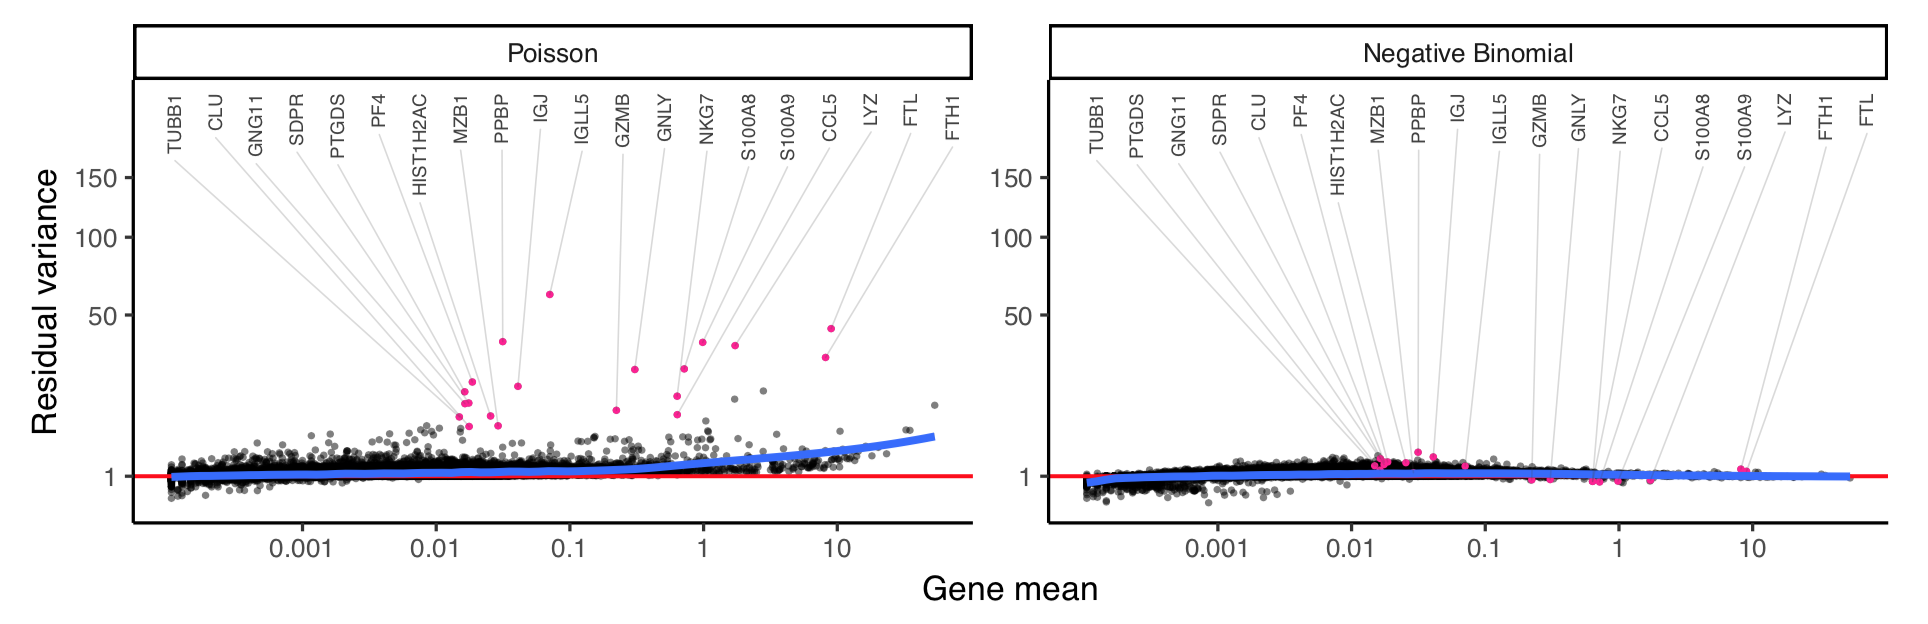 Poisson
Negative Binomial
TUBB1 CLU GNG11 SDPR PTGDS PF4 HIST1H2AC MZB1 PPBP IGJ IGLL5 GZMB GNLY NKG7 S100A8 S100A9 CCL5 LYZ FTL FTH1
TUBB1 PTGDS GNG11 SDPR CLU PF4 HIST1H2AC MZB1 PPBP IGJ IGLL5 GZMB GNLY NKG7 CCL5 S100A8 S100A9 LYZ FTH1 FTL
Residual variance
150
100
50
1
150
100
50
1
0.001 0.01 0.1 1 10
0.001 0.01 0.1 1 10
Gene mean